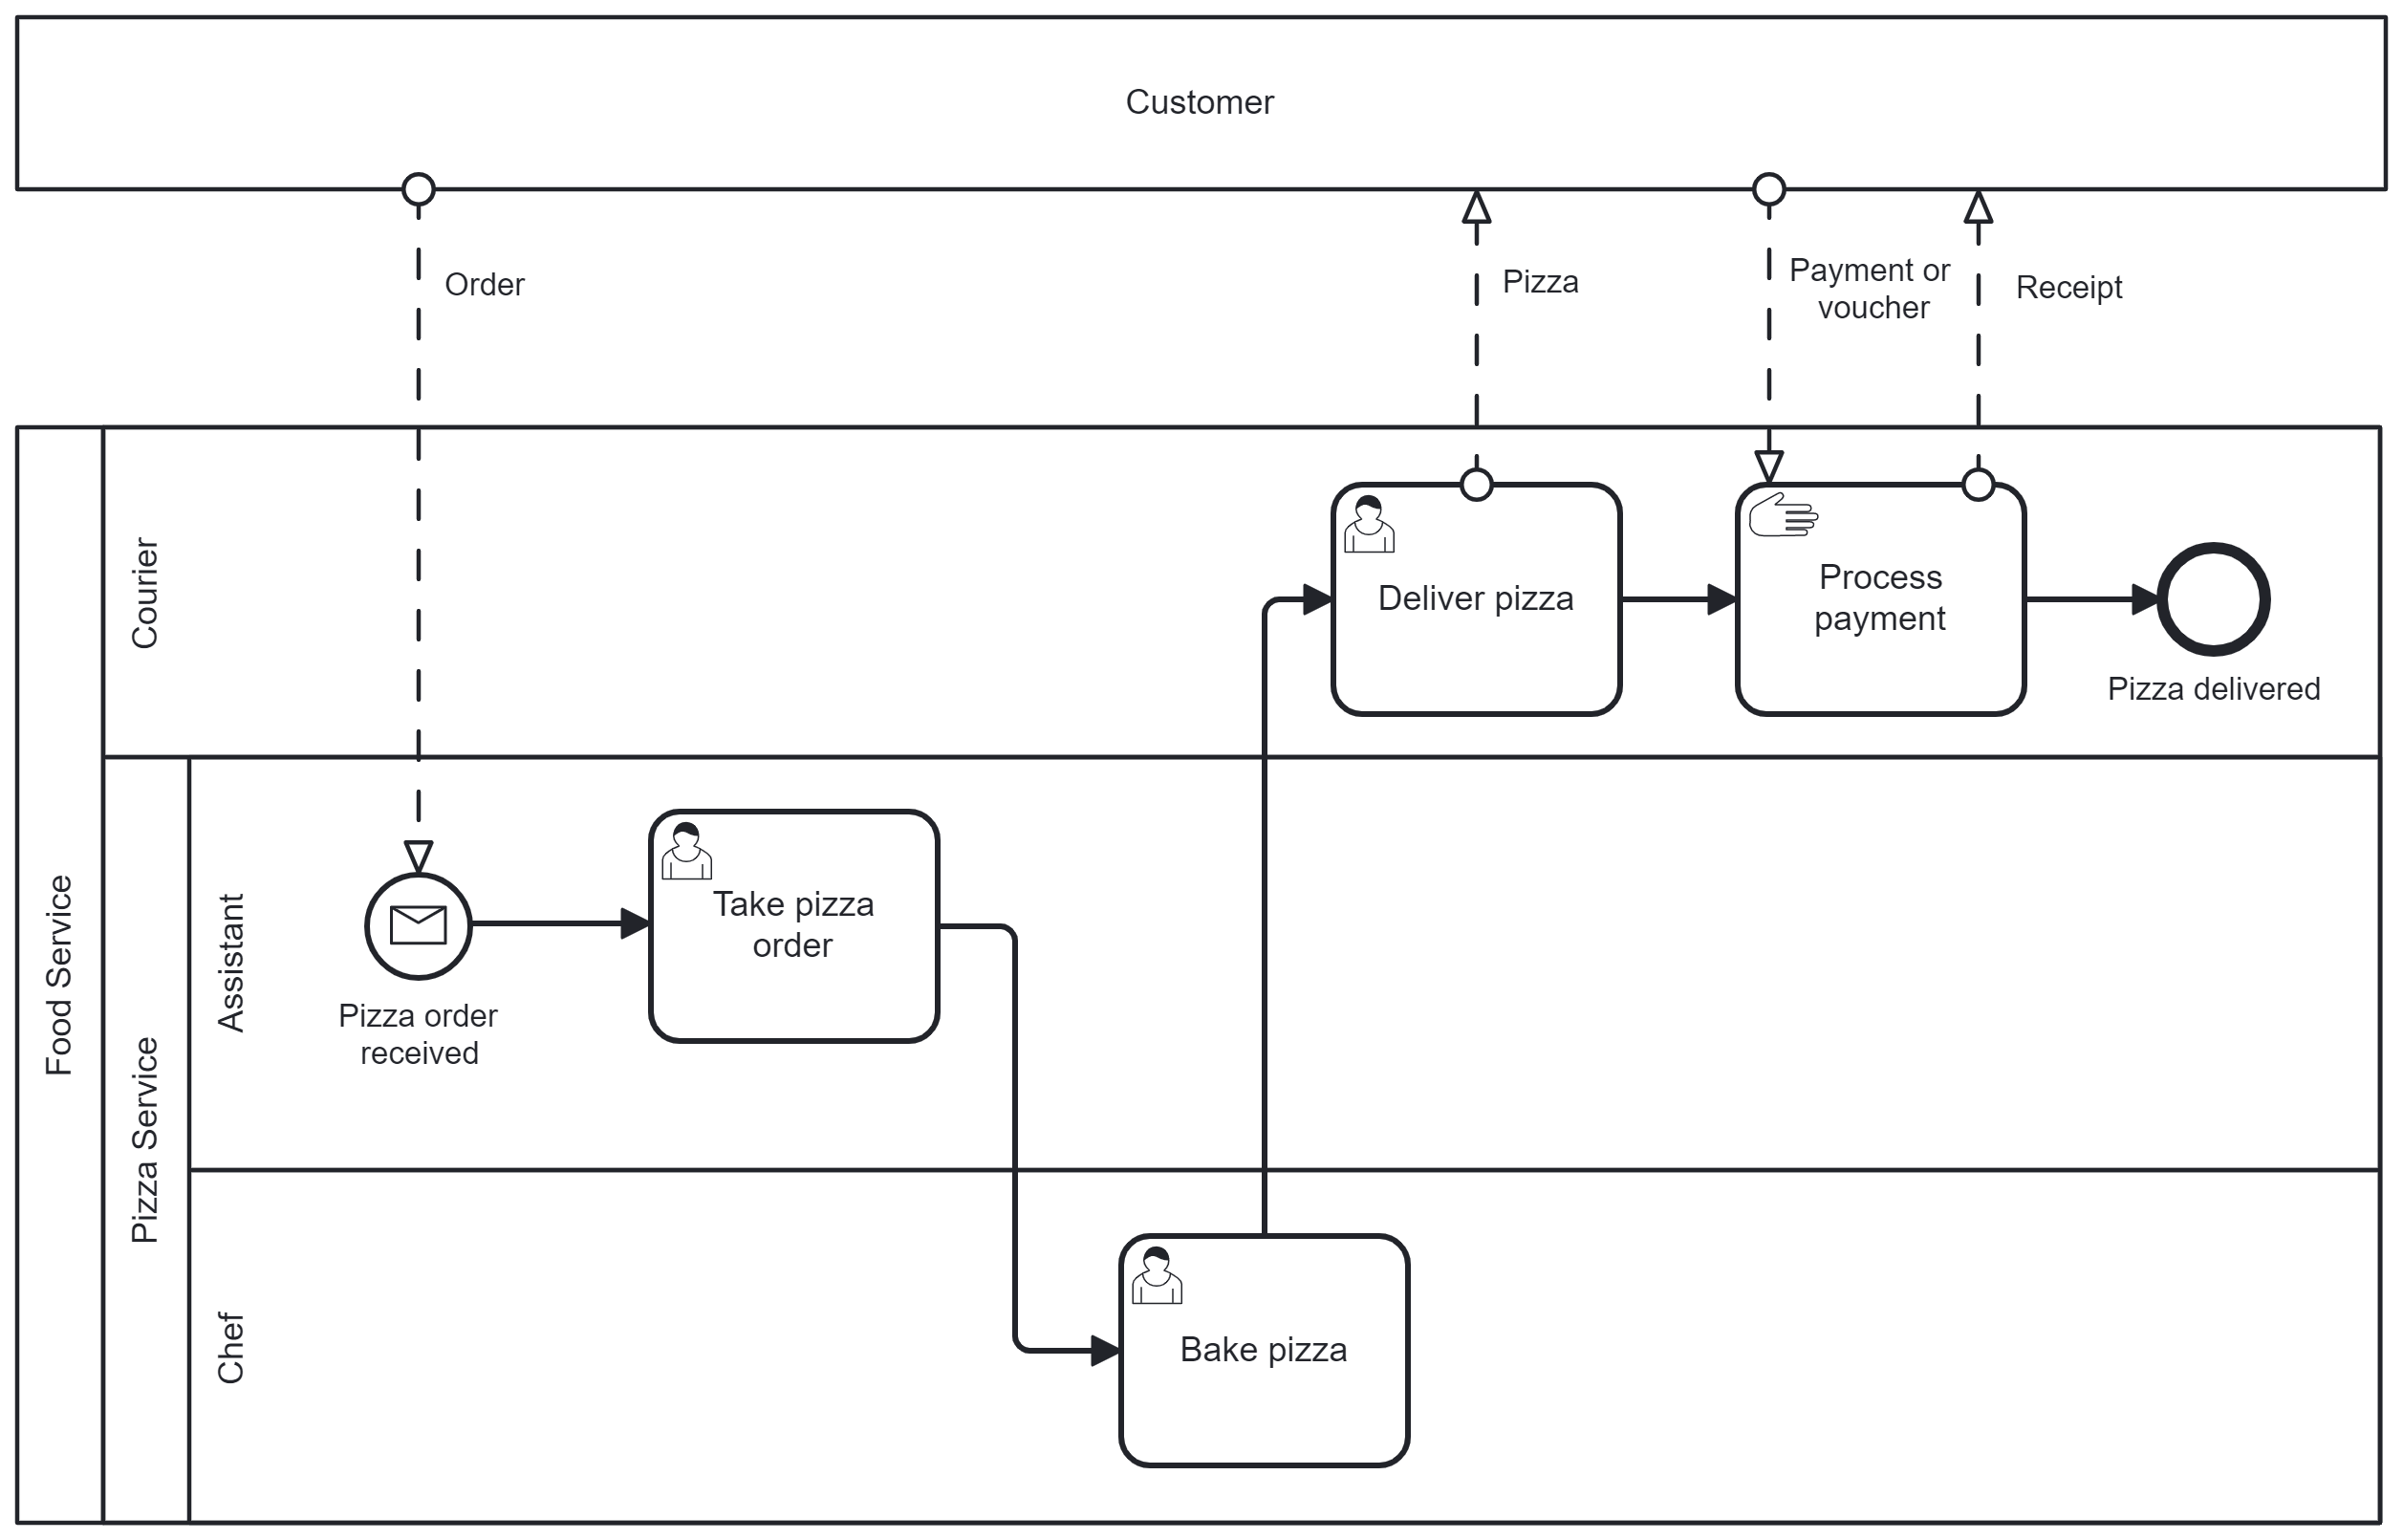 Customer
Order
Pizza
Payment or
voucher
Receipt
Food Service
Courier
Deliver pizza
Process
payment
Pizza delivered
Pizza Service
Assistant
Pizza order
received
Take pizza
order
Chef
Bake pizza